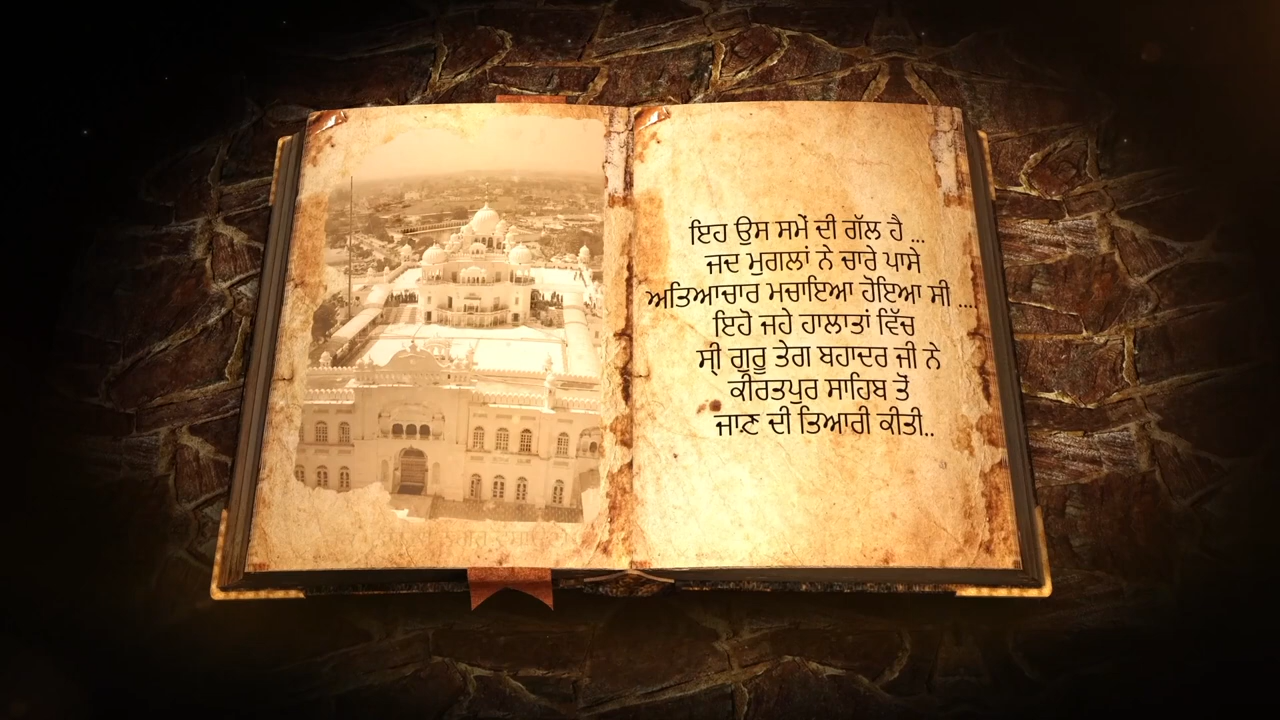 ਇਹ ਉਸ ਸਮੇਂ ਦੀ ਗੱਲ ਹੈ ...
ਜਦ ਮੁਗਲਾਂ ਨੇ ਚਾਰੇ ਪਾਸੇ
ਅਤਿਆਚਾਰ ਮਚਾਇਆ ਹੋਇਆ ਸੀ ...
ਇਹੋ ਜਹੇ ਹਾਲਾਤਾਂ ਵਿੱਚ
ਸ੍ਰੀ ਗੁਰੂ ਤੇਗ ਬਹਾਦਰ ਜੀ ਨੇ
ਕੀਰਤਪੁਰ ਸਾਹਿਬ ਤੋਂ
ਜਾਣ ਦੀ ਤਿਆਰੀ ਕੀਤੀ..